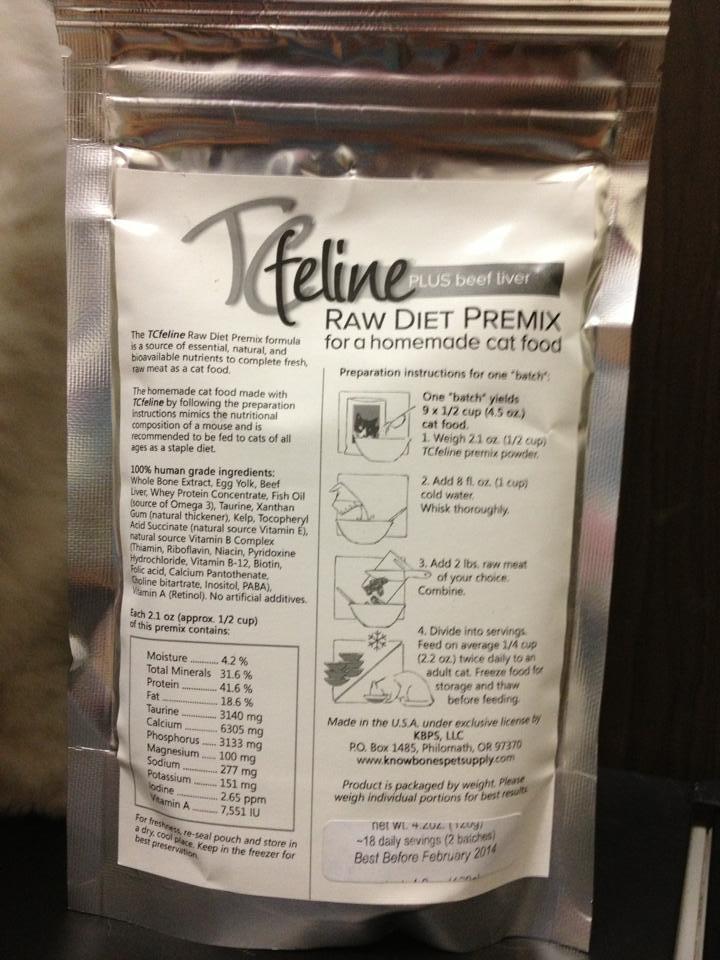 TCfeline PLUS beef liver
RAW DIET PREMIX
for a homemade cat food
The TCfeline Raw Diet Premix formula
is a source of essential, natural, and
bioavailable nutrients to complete fresh,
raw meat as a cat food.
The homemade cat food made with
TCfeline by following the preparation
instructions mimics the nutritional
composition of a mouse and is
recommended to be fed to cats of all
ages as a staple diet.
100% human grade ingredients:
Whole Bone Extract, Egg Yolk, Beef
Liver, Whey Protein Concentrate, Fish Oil
(source of Omega 3), Taurine, Xanthan
Gum (natural thickener), Kelp, Tocopheryl
Acid Succinate (natural source Vitamin E),
natural source Vitamin B Complex
(Thiamin, Riboflavin, Niacin, Pyridoxine
Hydrochloride, Vitamin B-12, Biotin,
Folic acid, Calcium Pantothenate,
Choline bitartrate, Inositol, PABA),
Vitamin A (Retinol). No artificial additives.
Each 2.1 oz (approx. 1/2 cup)
of this premix contains:
Moisture ........... 4.2 %
Total Minerals 31.6 %
Protein .............. 41.6 %
Fat .................... 18.6 %
Taurine ............. 3140 mg
Calcium ............ 6305 mg
Phosphorus ..... 3133 mg
Magnesium ..... 100 mg
Sodium ............ 277 mg
Potassium ....... 151 mg
Iodine .............. 2.65 ppm
Vitamin A ........ 7,551 IU
For freshness, re-seal pouch and store in
a dry, cool place. Keep in the freezer for
best preservation.
Preparation instructions for one "batch":
One "batch" yields
9 x 1/2 cup (4.5 oz.)
cat food.
1. Weigh 2.1 oz. (1/2 cup)
TCfeline premix powder.
2. Add 8 fl. oz. (1 cup)
cold water.
Whisk thoroughly.
3. Add 2 lbs. raw meat
of your choice.
Combine.
4. Divide into servings.
Feed on average 1/4 cup
(2.2 oz.) twice daily to an
adult cat. Freeze food for
storage and thaw
before feeding.
Made in the U.S.A. under exclusive license by
KBPS, LLC
P.O. Box 1485, Philomath, OR 97370
www.knowbonespetsupply.com
Product is packaged by weight. Please
weigh individual portions for best results.
net wt. 4.2oz. (120g)
~18 daily servings (2 batches)
Best Before February 2014